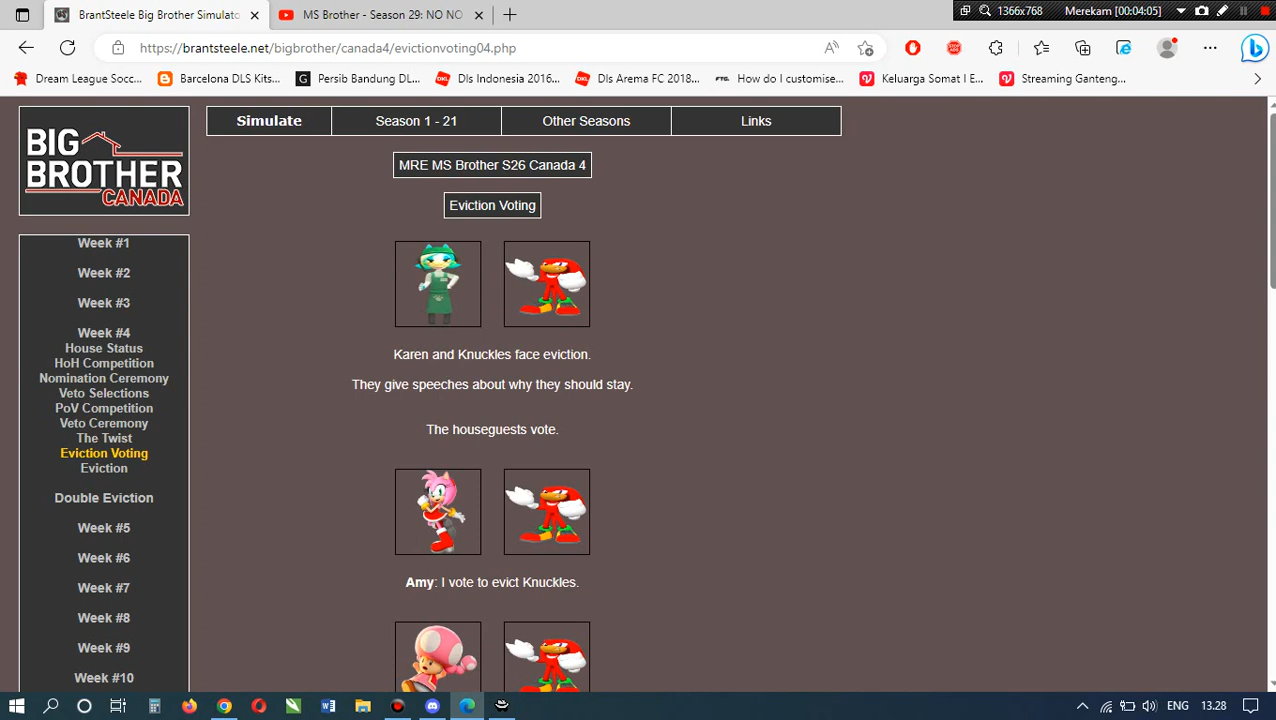 BrantSteele Big Brother Simulato
MS Brother - Season 29: NO NO
1366x768
Merekam [00:04:05]
https://brantsteele.net/bigbrother/canada4/evictionvoting04.php
Dream League Socc...
Barcelona DLS Kits...
Persib Bandung DL...
Dls Indonesia 2016...
Dls Arema FC 2018...
How do I customise...
Keluarga Somat I E...
Streaming Ganteng...
BIG BROTHER CANADA
Simulate
Season 1 - 21
Other Seasons
Links
MRE MS Brother S26 Canada 4
Eviction Voting
Week #1
Week #2
Week #3
Week #4
House Status
HoH Competition
Nomination Ceremony
Veto Selections
PoV Competition
Veto Ceremony
The Twist
Eviction Voting
Eviction
Double Eviction
Week #5
Week #6
Week #7
Week #8
Week #9
Week #10
Karen and Knuckles face eviction.
They give speeches about why they should stay.
The houseguests vote.
Amy: I vote to evict Knuckles.
ENG
13.28